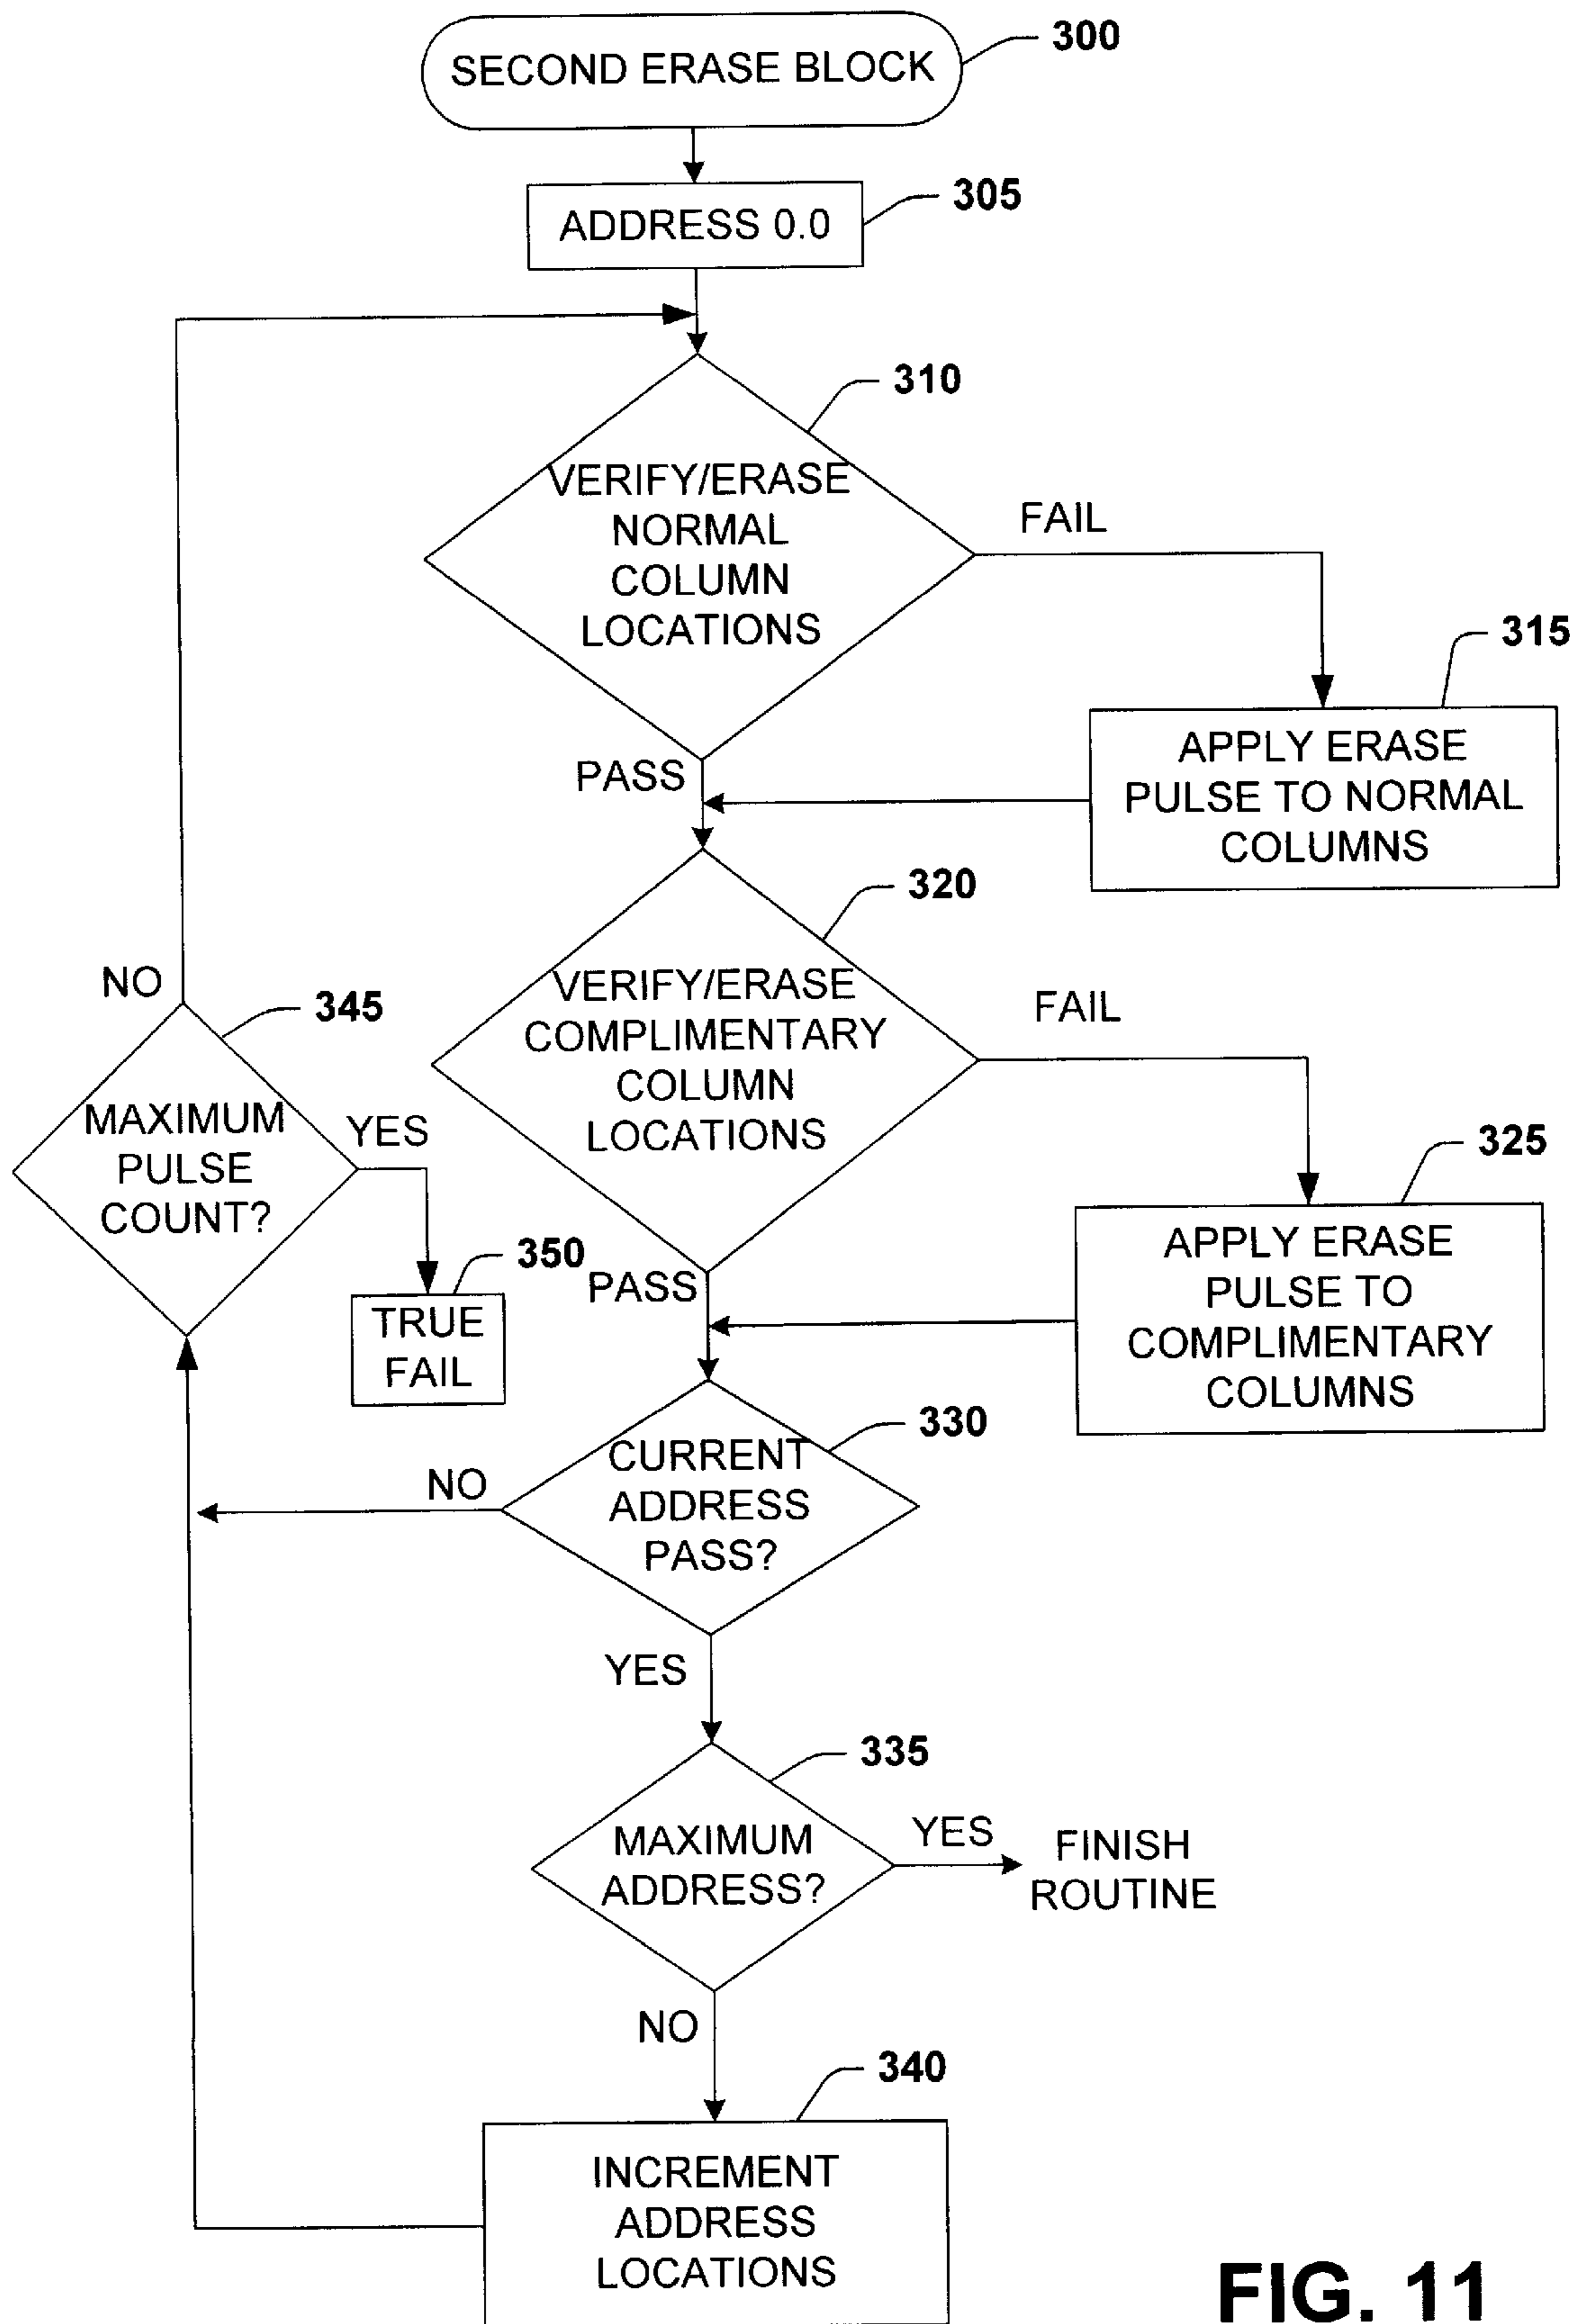 SECOND ERASE BLOCK
300
ADDRESS 0.0
305
310
VERIFY/ERASE
NORMAL
COLUMN
LOCATIONS
FAIL
315
APPLY ERASE
PULSE TO NORMAL
COLUMNS
PASS
320
VERIFY/ERASE
COMPLIMENTARY
COLUMN
LOCATIONS
FAIL
325
APPLY ERASE
PULSE TO
COMPLIMENTARY
COLUMNS
PASS
NO
345
MAXIMUM
PULSE
COUNT?
YES
350
TRUE
FAIL
330
CURRENT
ADDRESS
PASS?
NO
YES
335
MAXIMUM
ADDRESS?
YES
FINISH
ROUTINE
NO
340
INCREMENT
ADDRESS
LOCATIONS
FIG. 11